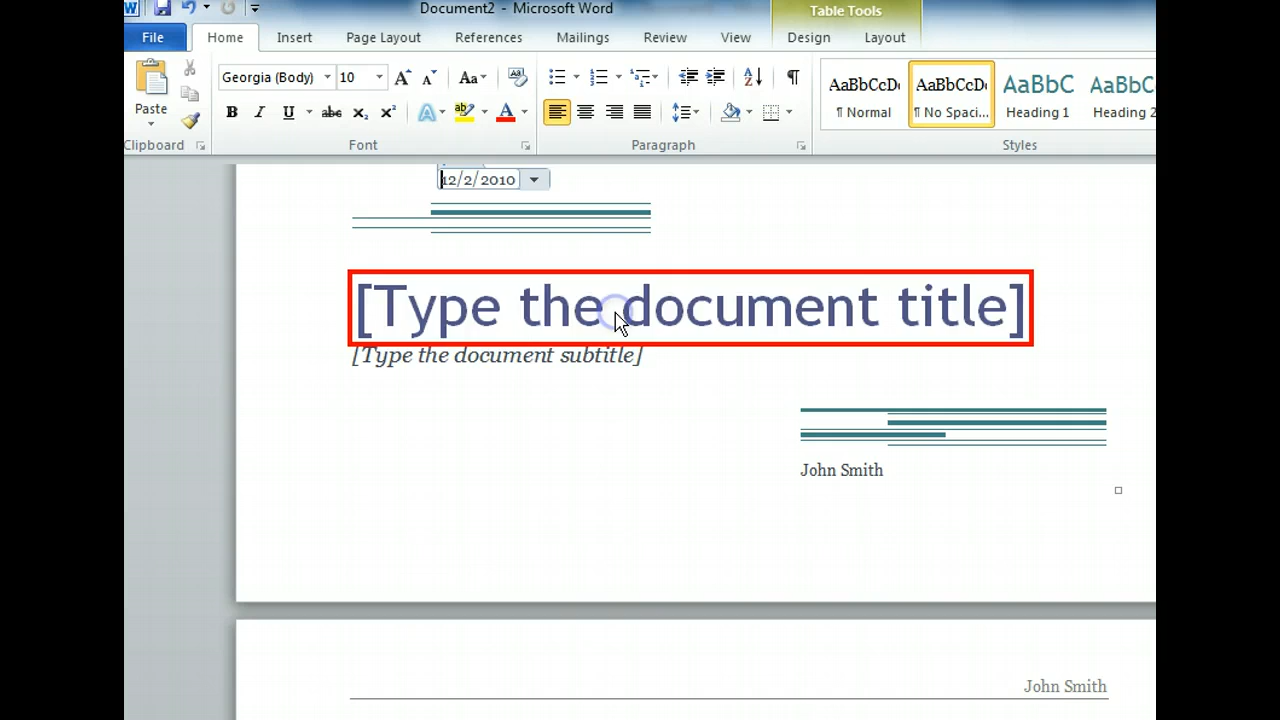 Document2 - Microsoft Word
Table Tools
File Home Insert Page Layout References Mailings Review View Design Layout
Georgia (Body) 10
Paste
Clipboard Font Paragraph Styles
AaBbCcDc AaBbCcDc AaBbC AaBbC
¶ Normal ¶ No Spaci... Heading 1 Heading 2
12/2/2010
[Type the document title]
[Type the document subtitle]
John Smith
John Smith